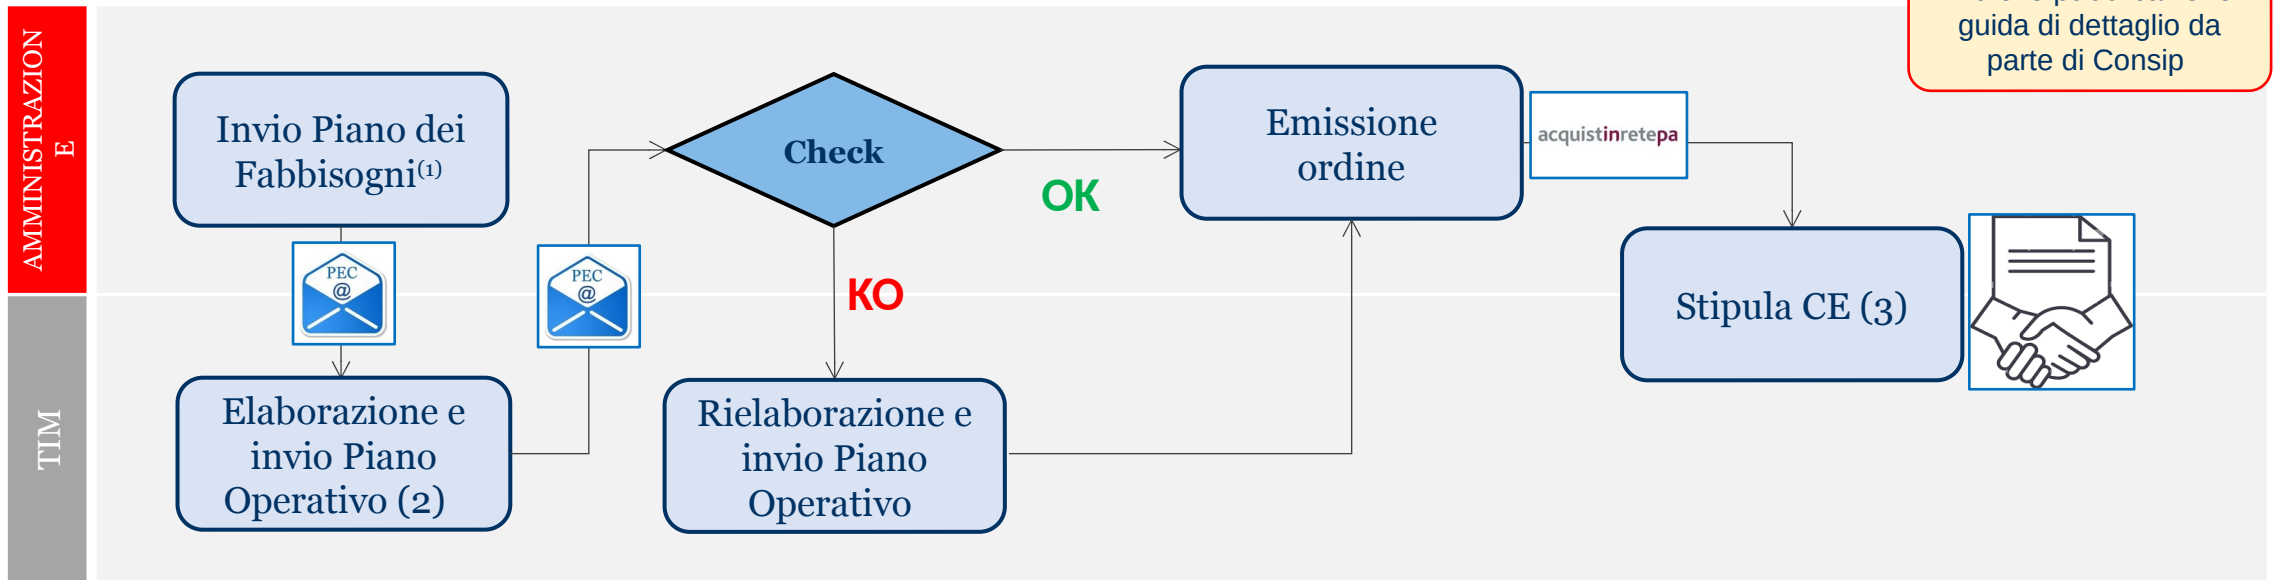 guida di dettaglio da
parte di Consip
AMMINISTRAZION
E
Invio Piano dei
Fabbisogni(1)
Check
OK
Emissione
ordine
acquistinretepa
PEC
@
PEC
@
KO
Stipula CE (3)
TIM
Elaborazione e
invio Piano
Operativo (2)
Rielaborazione e
invio Piano
Operativo